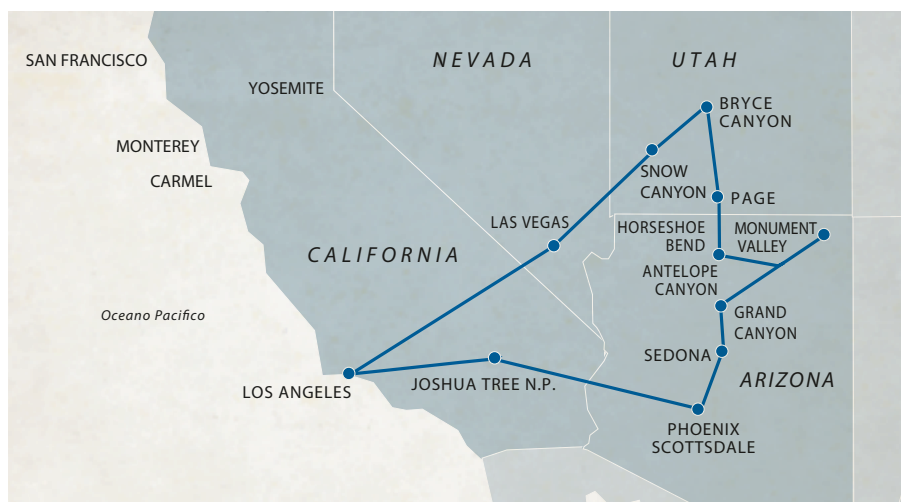 NEVADA
UTAH
SAN FRANCISCO
YOSEMITE
BRYCE
CANYON
MONTEREY
CARMEL
SNOW
CANYON
PAGE
LAS VEGAS
HORSESHOE
BEND
MONUMENT
VALLEY
CALIFORNIA
ANTELOPE
CANYON
Oceano Pacifico
GRAND
CANYON
SEDONA
ARIZONA
LOS ANGELES
JOSHUA TREE N.P.
PHOENIX
SCOTTSDALE